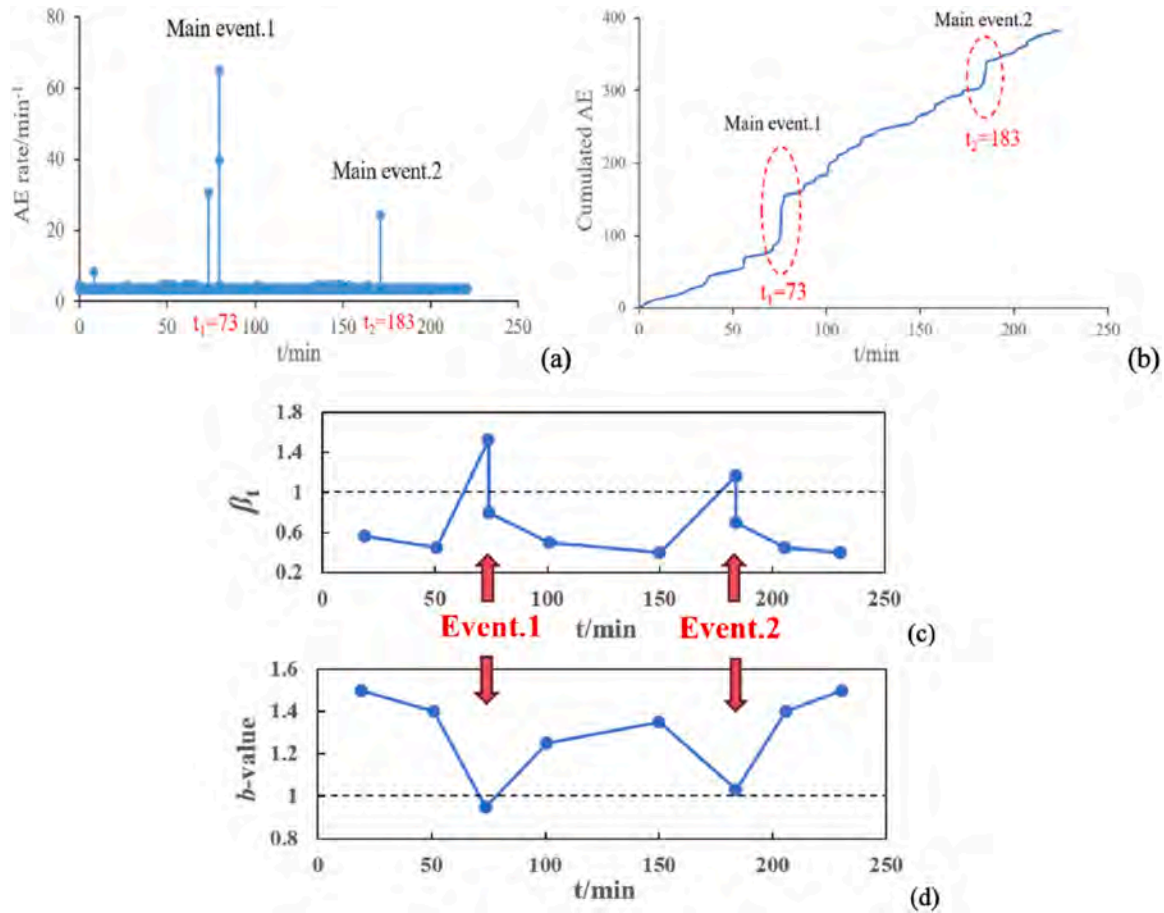 80
60
40
20
0
AE rate/min⁻¹
Main event.1
Main event.2
0 50 t₁=73 100 150 t₂=183 200 250
t/min
(a)
400
300
200
100
0
Cumulated AE
Main event.2
Main event.1
t₂=183
t₁=73
0 50 100 150 200 250
t/min
(b)
1.8
1.4
1
0.6
0.2
βt
0 50 100 150 200 250
Event.1 t/min Event.2
(c)
1.6
1.4
1.2
1
0.8
b-value
0 50 100 150 200 250
t/min
(d)